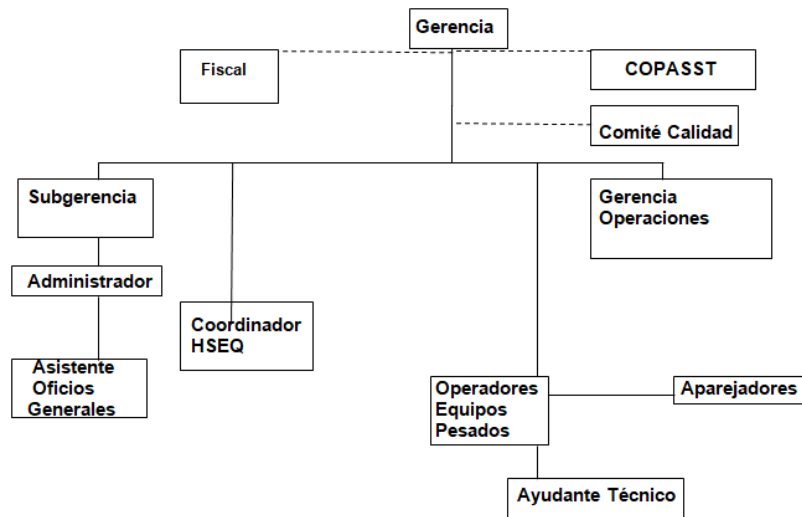 Gerencia
Fiscal
COPASST
Comité Calidad
Subgerencia
Gerencia
Operaciones
Administrador
Coordinador
HSEQ
Asistente
Oficios
Generales
Operadores
Equipos
Pesados
Aparejadores
Ayudante Técnico